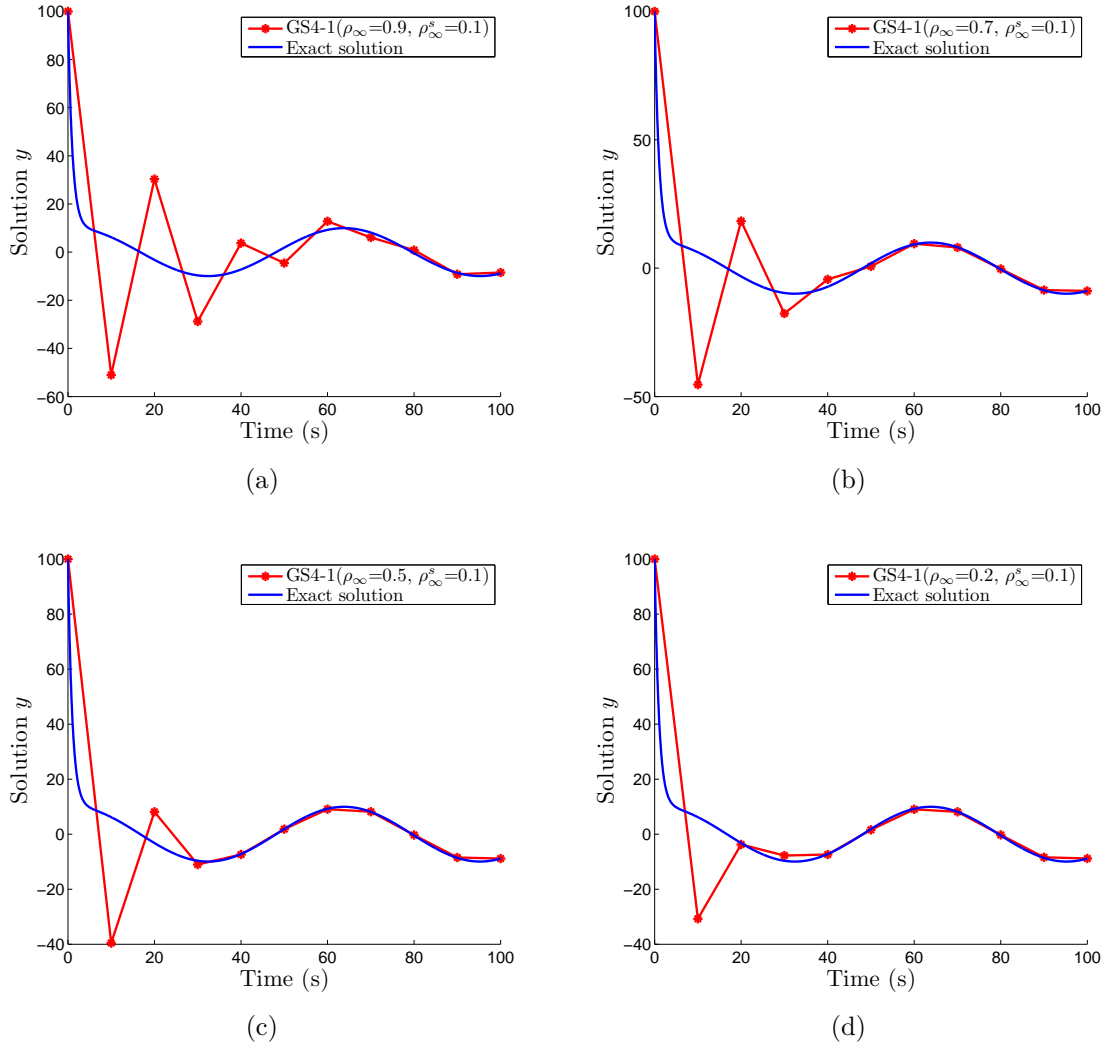 GS4-1(ρ∞=0.9, ρ∞ˢ=0.1)
Exact solution
100
80
60
40
20
0
−20
−40
−60
Solution y
0 20 40 60 80 100
Time (s)
(a)
GS4-1(ρ∞=0.7, ρ∞ˢ=0.1)
Exact solution
100
50
0
−50
Solution y
0 20 40 60 80 100
Time (s)
(b)
GS4-1(ρ∞=0.5, ρ∞ˢ=0.1)
Exact solution
100
80
60
40
20
0
−20
−40
Solution y
0 20 40 60 80 100
Time (s)
(c)
GS4-1(ρ∞=0.2, ρ∞ˢ=0.1)
Exact solution
100
80
60
40
20
0
−20
−40
Solution y
0 20 40 60 80 100
Time (s)
(d)